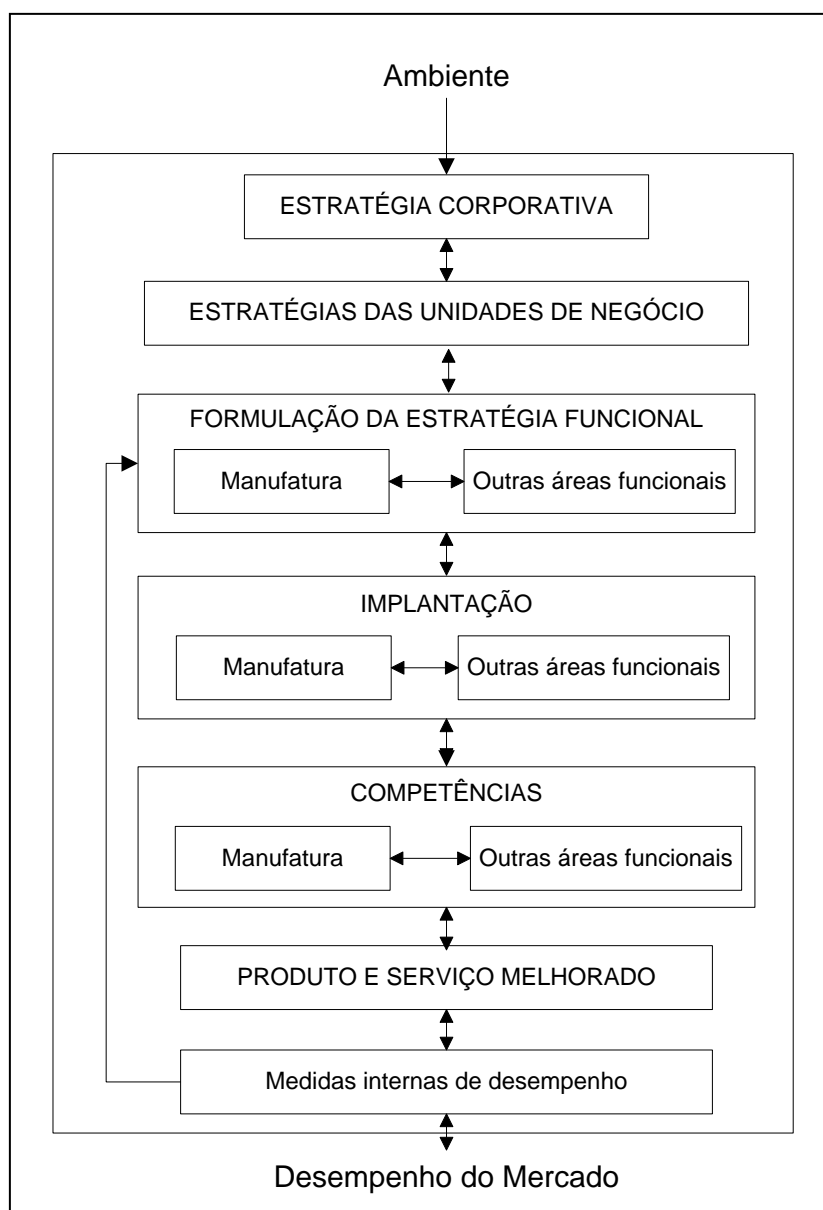 Ambiente
ESTRATÉGIA CORPORATIVA
ESTRATÉGIAS DAS UNIDADES DE NEGÓCIO
FORMULAÇÃO DA ESTRATÉGIA FUNCIONAL
Manufatura
Outras áreas funcionais
IMPLANTAÇÃO
Manufatura
Outras áreas funcionais
COMPETÊNCIAS
Manufatura
Outras áreas funcionais
PRODUTO E SERVIÇO MELHORADO
Medidas internas de desempenho
Desempenho do Mercado